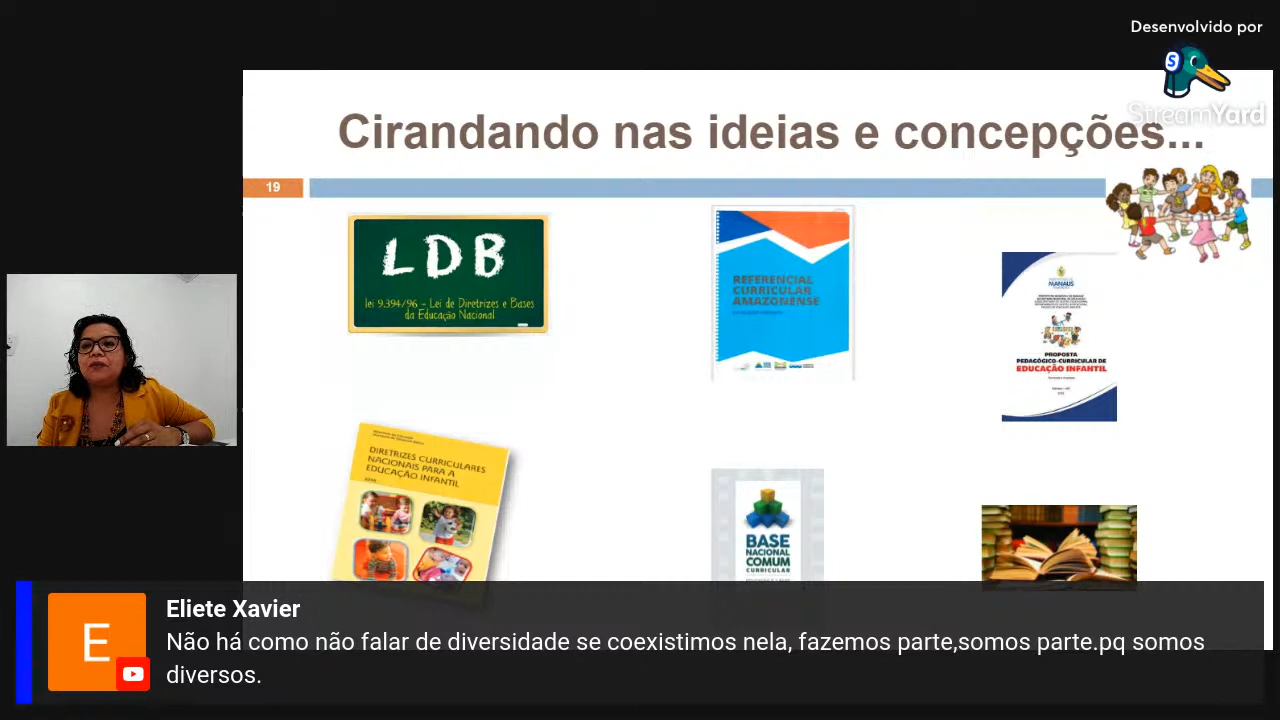 Desenvolvido por
S
StreamYard
Cirandando nas ideias e concepções...
19
LDB
lei 9.394/96 - Lei de Diretrizes e Bases
da Educação Nacional
REFERENCIAL
CURRICULAR
AMAZONENSE
MANAUS
PROPOSTA
PEDAGÓGICO-CURRICULAR DE
EDUCAÇÃO INFANTIL
DIRETRIZES CURRICULARES
NACIONAIS PARA A
EDUCAÇÃO INFANTIL
BASE
NACIONAL
COMUM
CURRICULAR
E
Eliete Xavier
Não há como não falar de diversidade se coexistimos nela, fazemos parte,somos parte.pq somos
diversos.